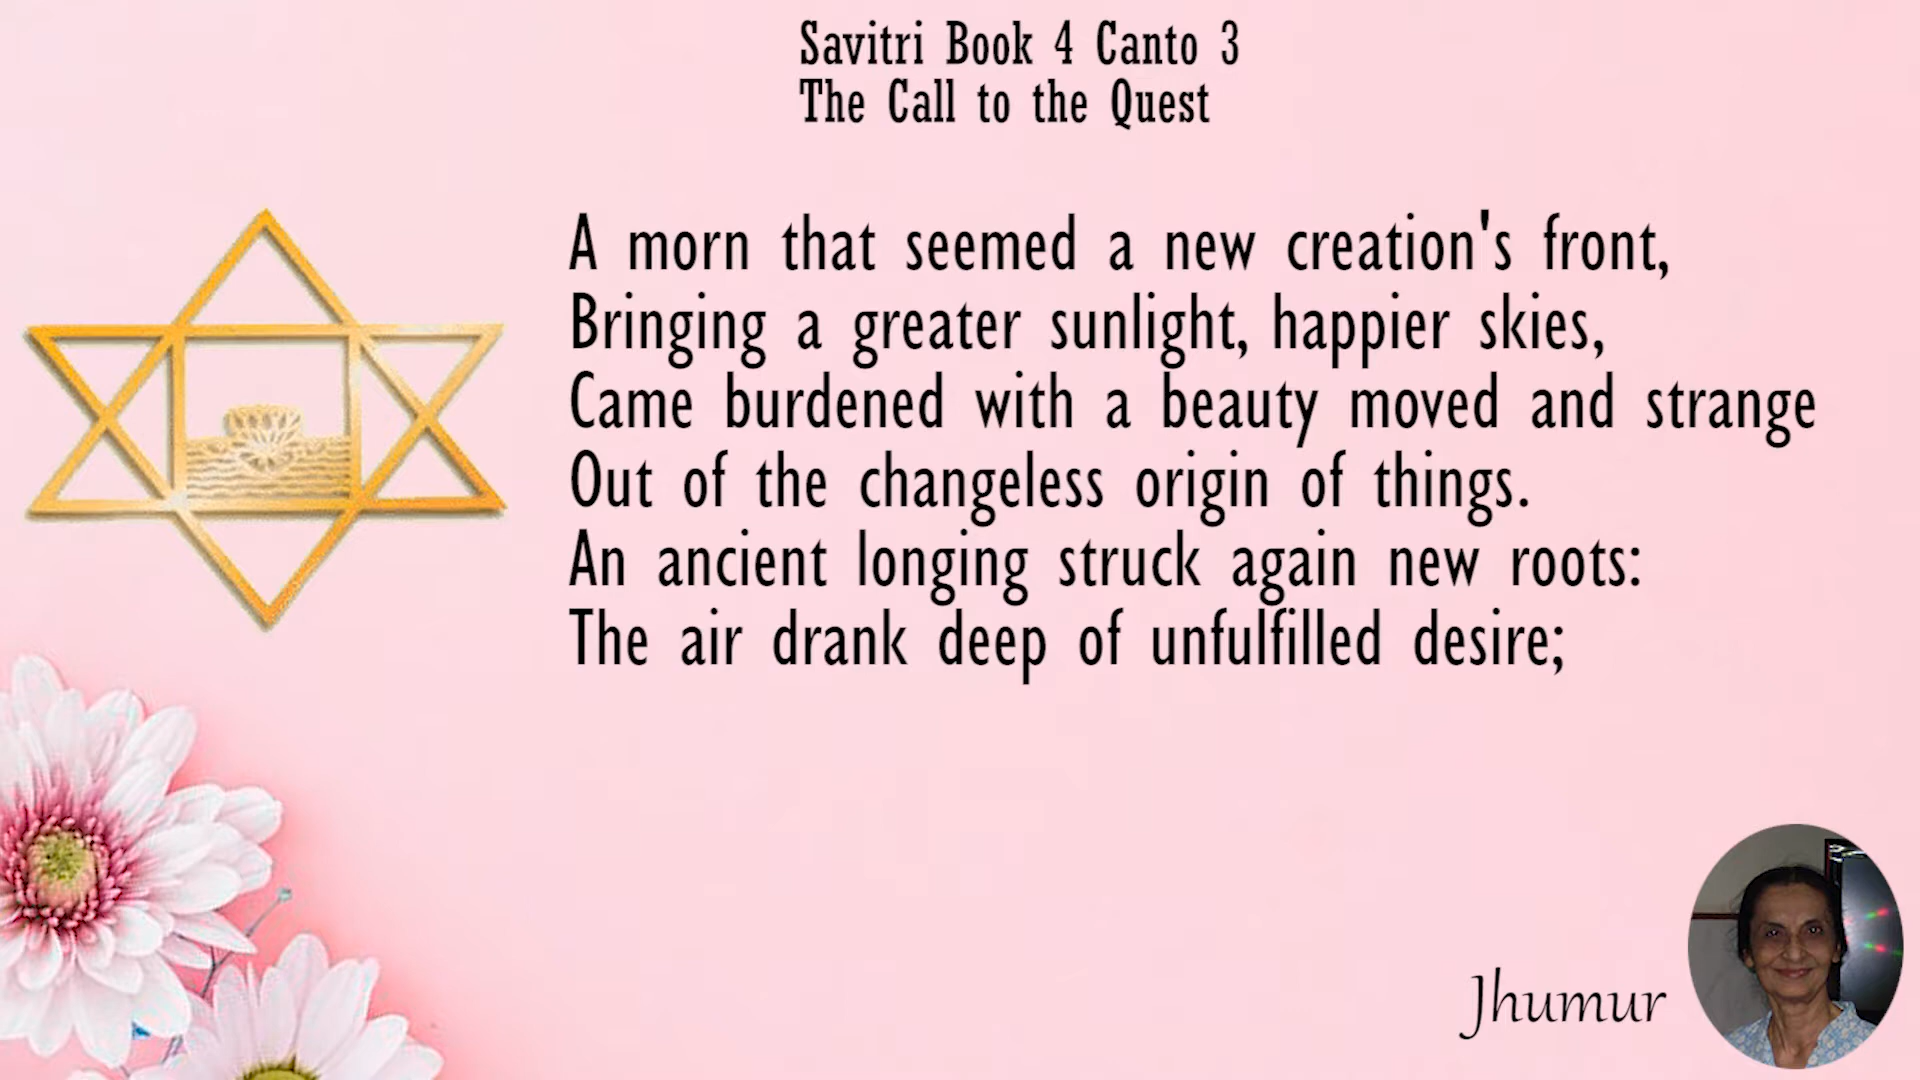 Savitri Book 4 Canto 3
The Call to the Quest
A morn that seemed a new creation's front,
Bringing a greater sunlight, happier skies,
Came burdened with a beauty moved and strange
Out of the changeless origin of things.
An ancient longing struck again new roots:
The air drank deep of unfulfilled desire;
Jhumur